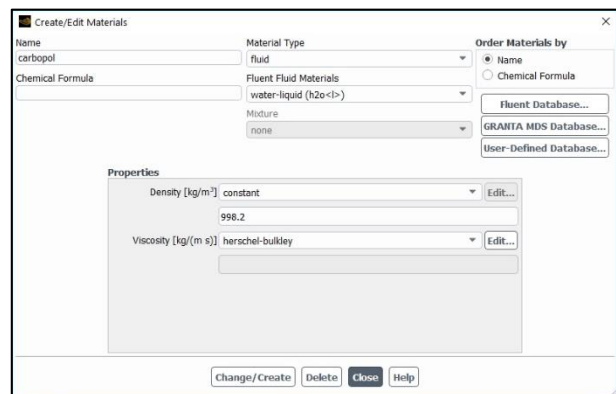 Create/Edit Materials
Name
carbopol
Material Type
fluid
Order Materials by
Name
Chemical Formula
Chemical Formula
Fluent Fluid Materials
water-liquid (h2o<l>)
Mixture
none
Fluent Database...
GRANTA MDS Database...
User-Defined Database...
Properties
Density [kg/m³] constant Edit...
998.2
Viscosity [kg/(m s)] herschel-bulkley Edit...
Change/Create Delete Close Help